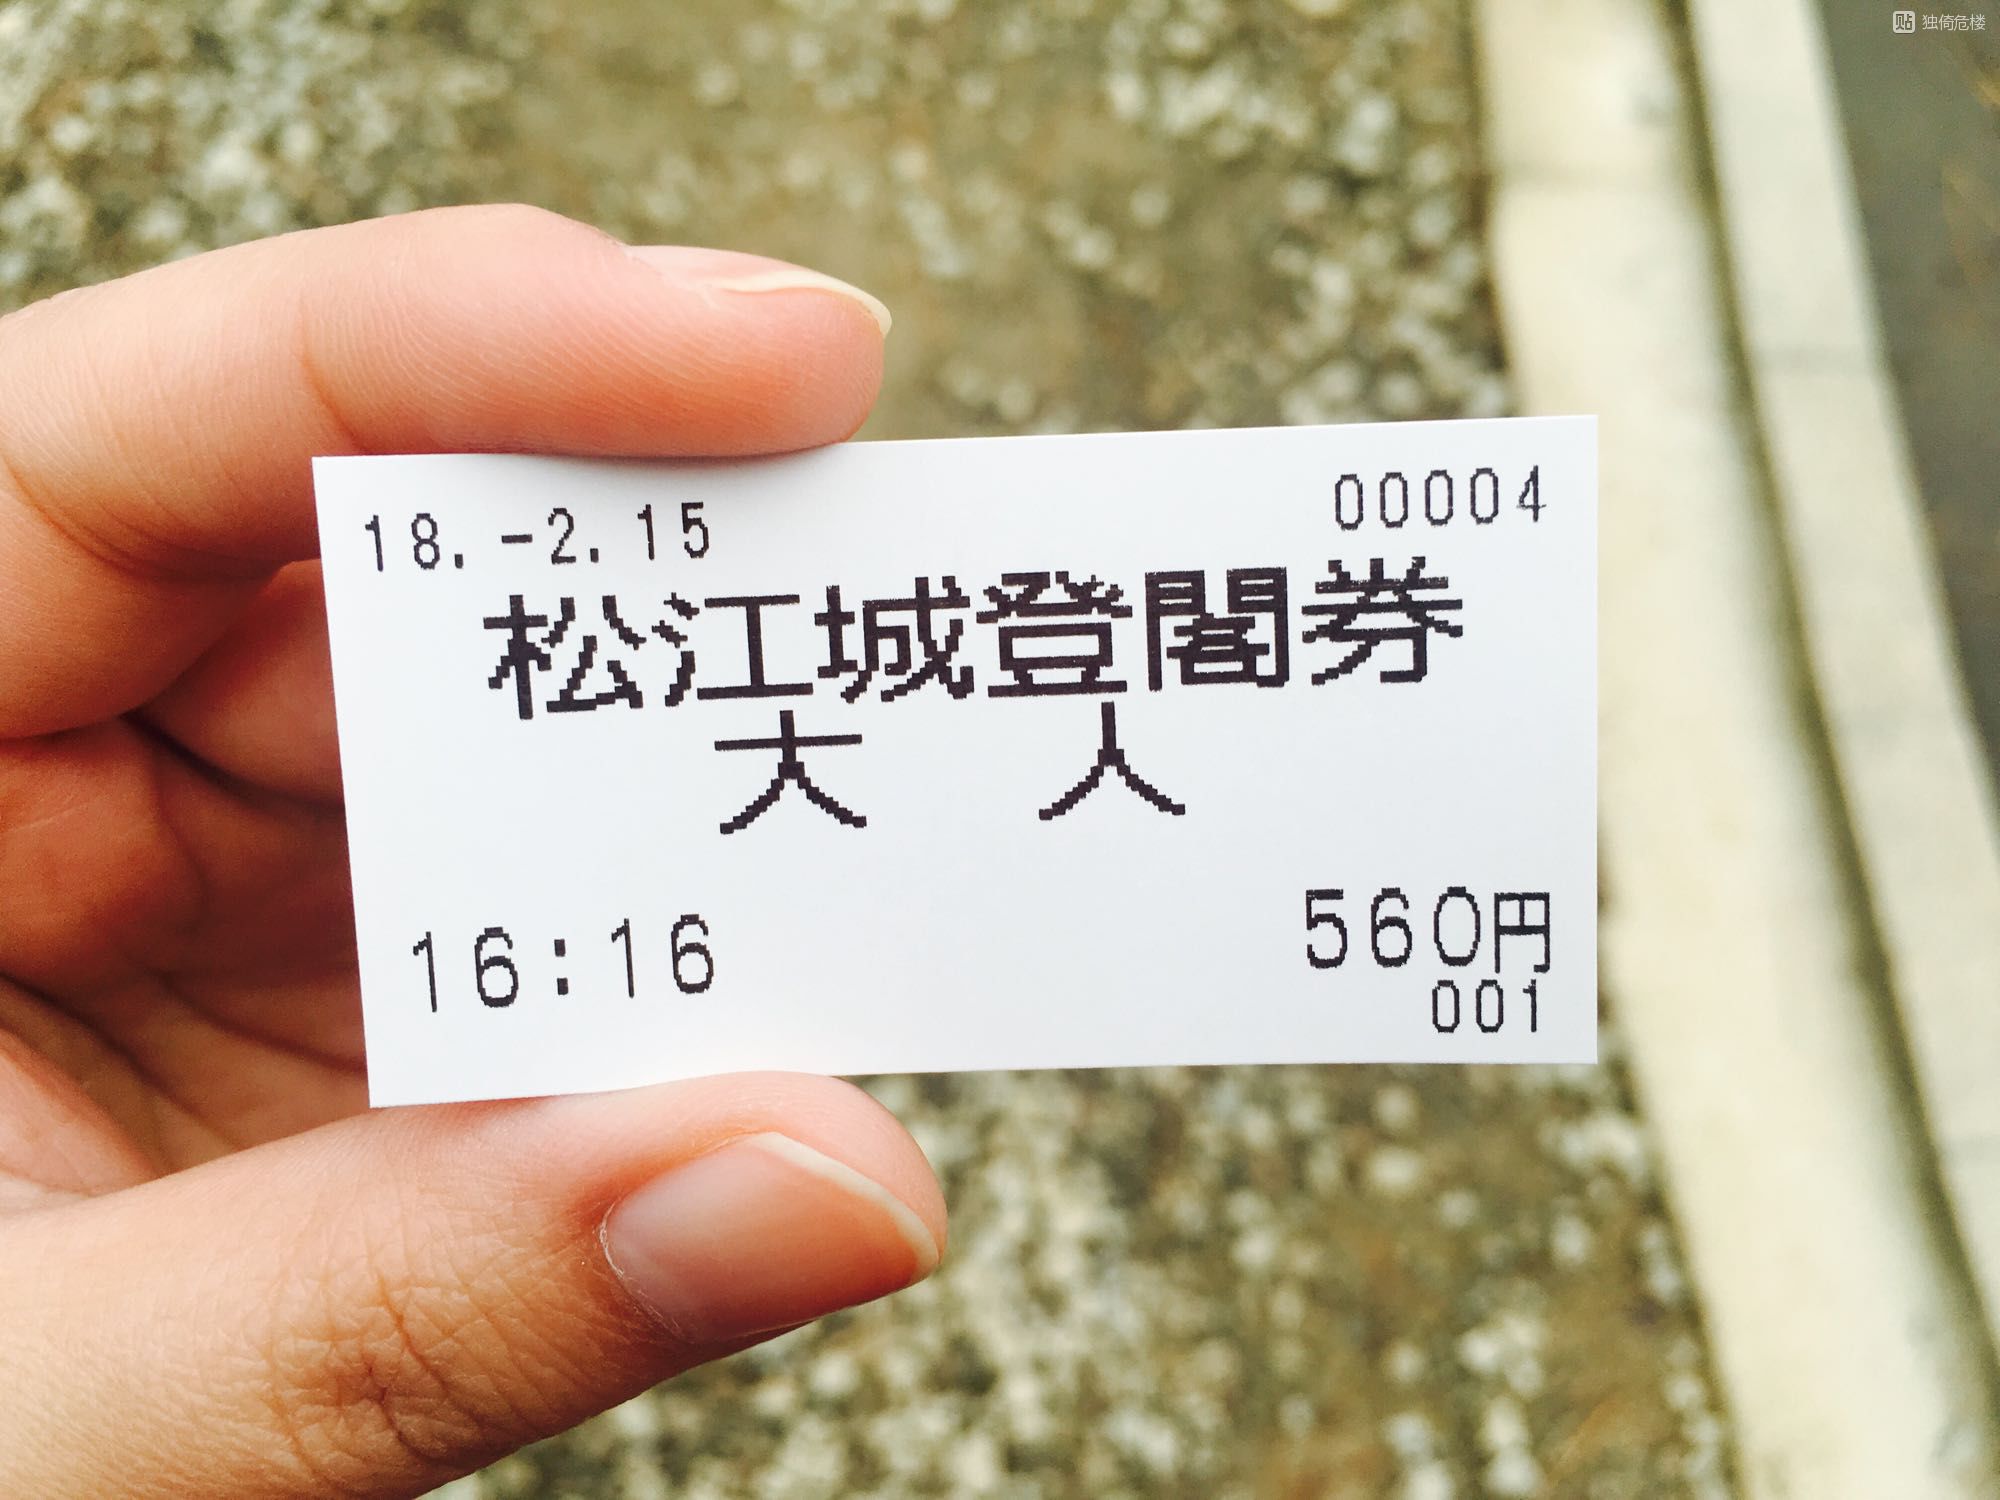 贴 独倚危楼
18.-2.15 00004
松江城登閣券
大 人
16:16 560円
001